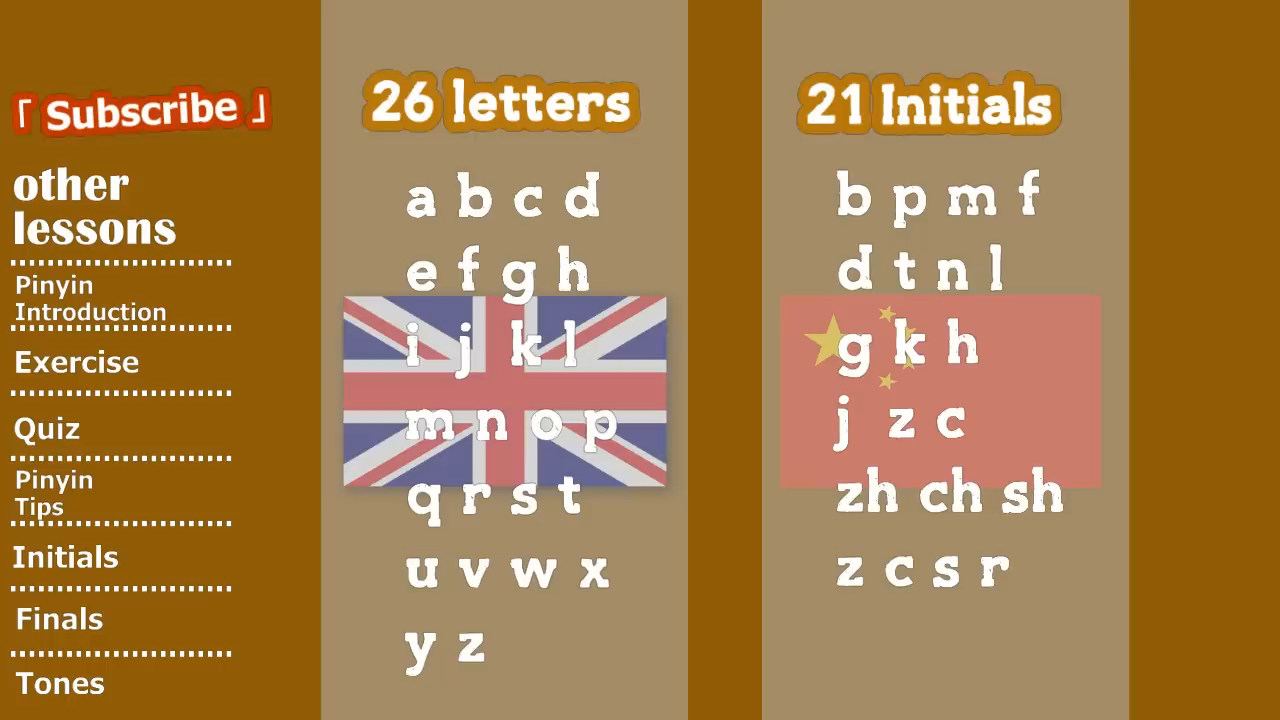 「 Subscribe 」
other
lessons
Pinyin
Introduction
Exercise
Quiz
Pinyin
Tips
Initials
Finals
Tones
26 letters
a b c d
e f g h
i j k l
m n o p
q r s t
u v w x
y z
21 Initials
b p m f
d t n l
g k h
j z c
zh ch sh
z c s r